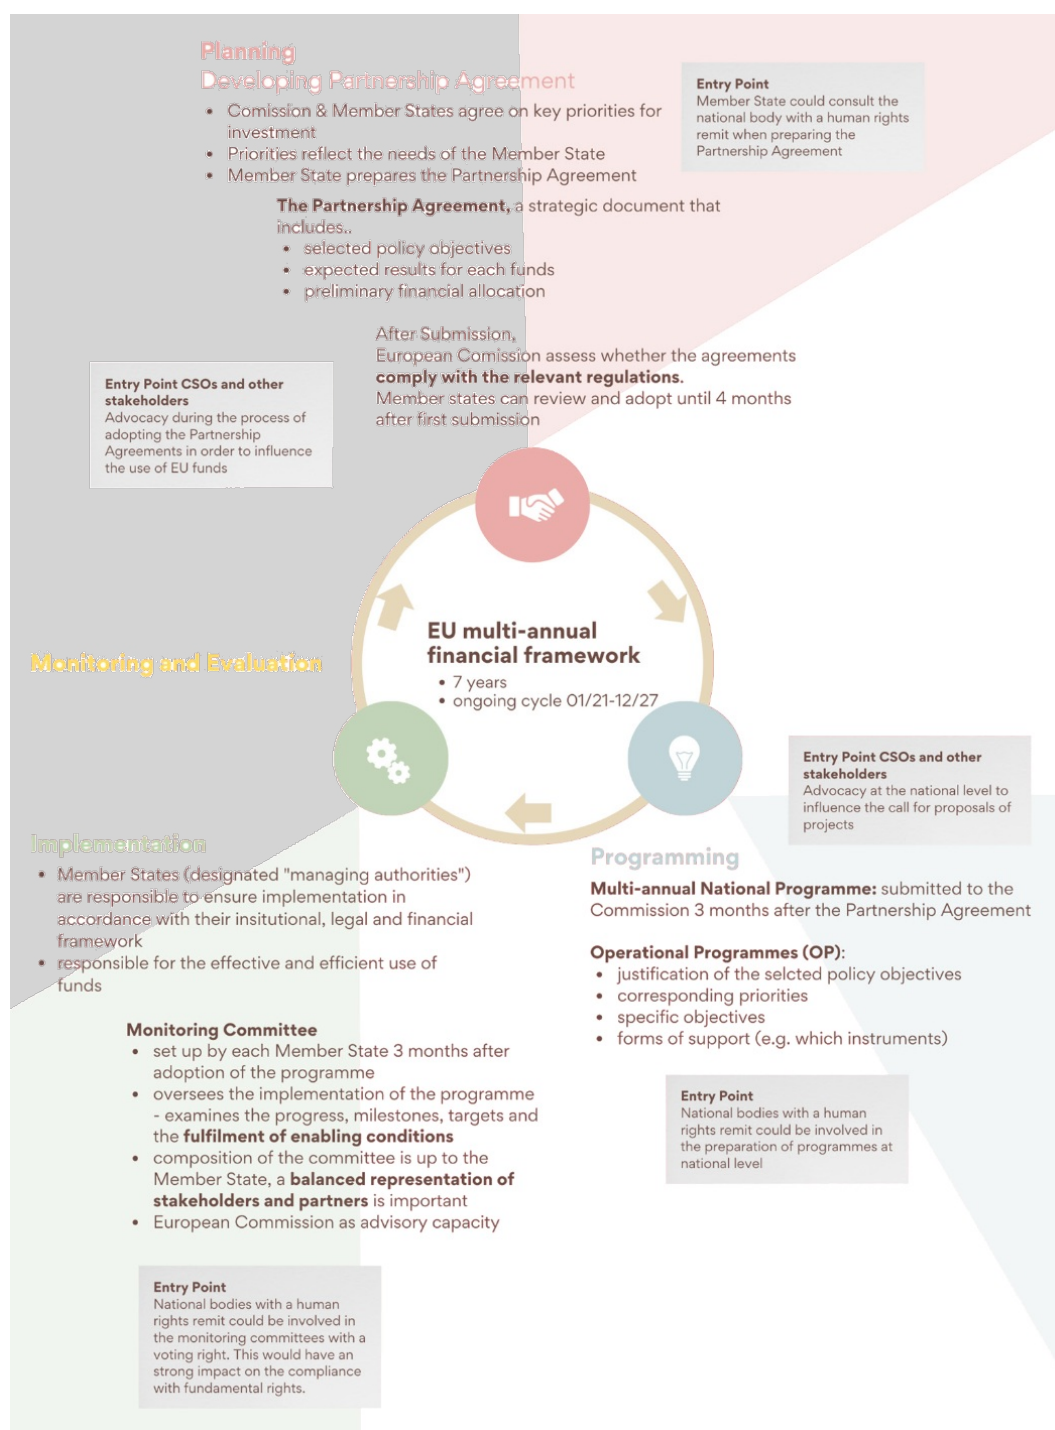 Planning
Developing Partnership Agreement
• Comission & Member States agree on key priorities for
investment
• Priorities reflect the needs of the Member State
• Member State prepares the Partnership Agreement
The Partnership Agreement, a strategic document that
includes..
• selected policy objectives
• expected results for each funds
• preliminary financial allocation
After Submission,
European Comission assess whether the agreements
comply with the relevant regulations.
Member states can review and adopt until 4 months
after first submission
Entry Point
Member State could consult the
national body with a human rights
remit when preparing the
Partnership Agreement
Entry Point CSOs and other
stakeholders
Advocacy during the process of
adopting the Partnership
Agreements in order to influence
the use of EU funds
EU multi-annual
financial framework
• 7 years
• ongoing cycle 01/21-12/27
Monitoring and Evaluation
Entry Point CSOs and other
stakeholders
Advocacy at the national level to
influence the call for proposals of
projects
Programming
Multi-annual National Programme: submitted to the
Commission 3 months after the Partnership Agreement
Operational Programmes (OP):
• justification of the selcted policy objectives
• corresponding priorities
• specific objectives
• forms of support (e.g. which instruments)
Entry Point
National bodies with a human
rights remit could be involved in
the preparation of programmes at
national level
Implementation
• Member States (designated "managing authorities")
are responsible to ensure implementation in
accordance with their insitutional, legal and financial
framework
• responsible for the effective and efficient use of
funds
Monitoring Committee
• set up by each Member State 3 months after
adoption of the programme
• oversees the implementation of the programme
- examines the progress, milestones, targets and
the fulfilment of enabling conditions
• composition of the committee is up to the
Member State, a balanced representation of
stakeholders and partners is important
• European Commission as advisory capacity
Entry Point
National bodies with a human
rights remit could be involved in
the monitoring committees with a
voting right. This would have an
strong impact on the compliance
with fundamental rights.